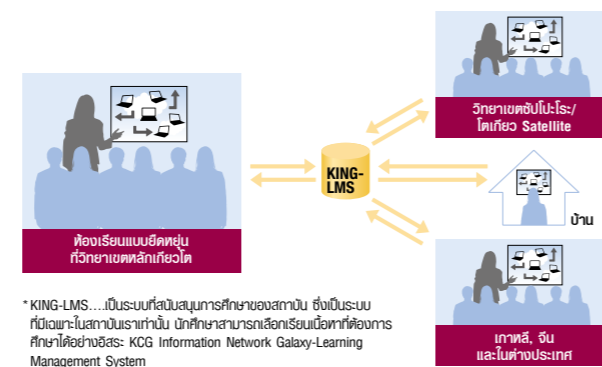 ห้องเรียนแบบยืดหยุ่น
ที่วิทยาเขตหลักเกียวโต
KING-
LMS
วิทยาเขตซัปโปะโระ/
โตเกียว Satellite
บ้าน
เกาหลี, จีน
และในต่างประเทศ
* KING-LMS....เป็นระบบที่สนับสนุนการศึกษาของสถาบัน ซึ่งเป็นระบบ
ที่มีเฉพาะในสถาบันเราเท่านั้น นักศึกษาสามารถเลือกเรียนเนื้อหาที่ต้องการ
ศึกษาได้อย่างอิสระ KCG Information Network Galaxy-Learning
Management System